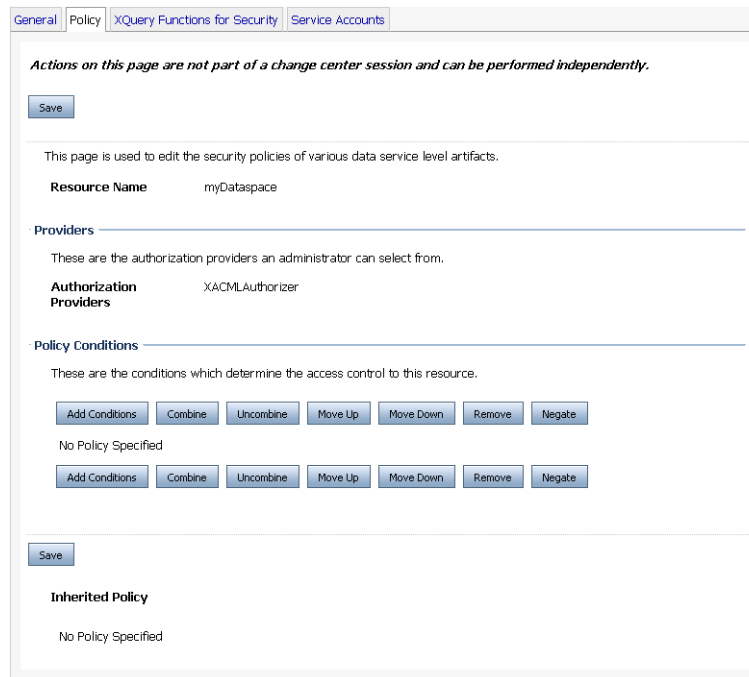 General Policy XQuery Functions for Security Service Accounts
Actions on this page are not part of a change center session and can be performed independently.
Save
This page is used to edit the security policies of various data service level artifacts.
Resource Name myDataspace
Providers
These are the authorization providers an administrator can select from.
Authorization XACMLAuthorizer
Providers
Policy Conditions
These are the conditions which determine the access control to this resource.
Add Conditions Combine Uncombine Move Up Move Down Remove Negate
No Policy Specified
Add Conditions Combine Uncombine Move Up Move Down Remove Negate
Save
Inherited Policy
No Policy Specified